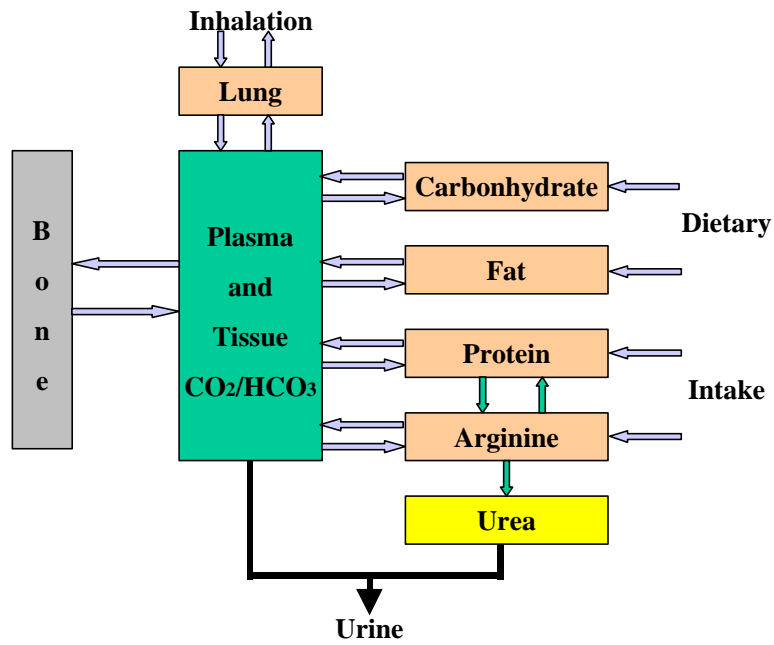 Inhalation
Lung
B
o
n
e
Plasma
and
Tissue
CO₂/HCO₃
Carbonhydrate
Fat
Protein
Arginine
Urea
Dietary
Intake
Urine